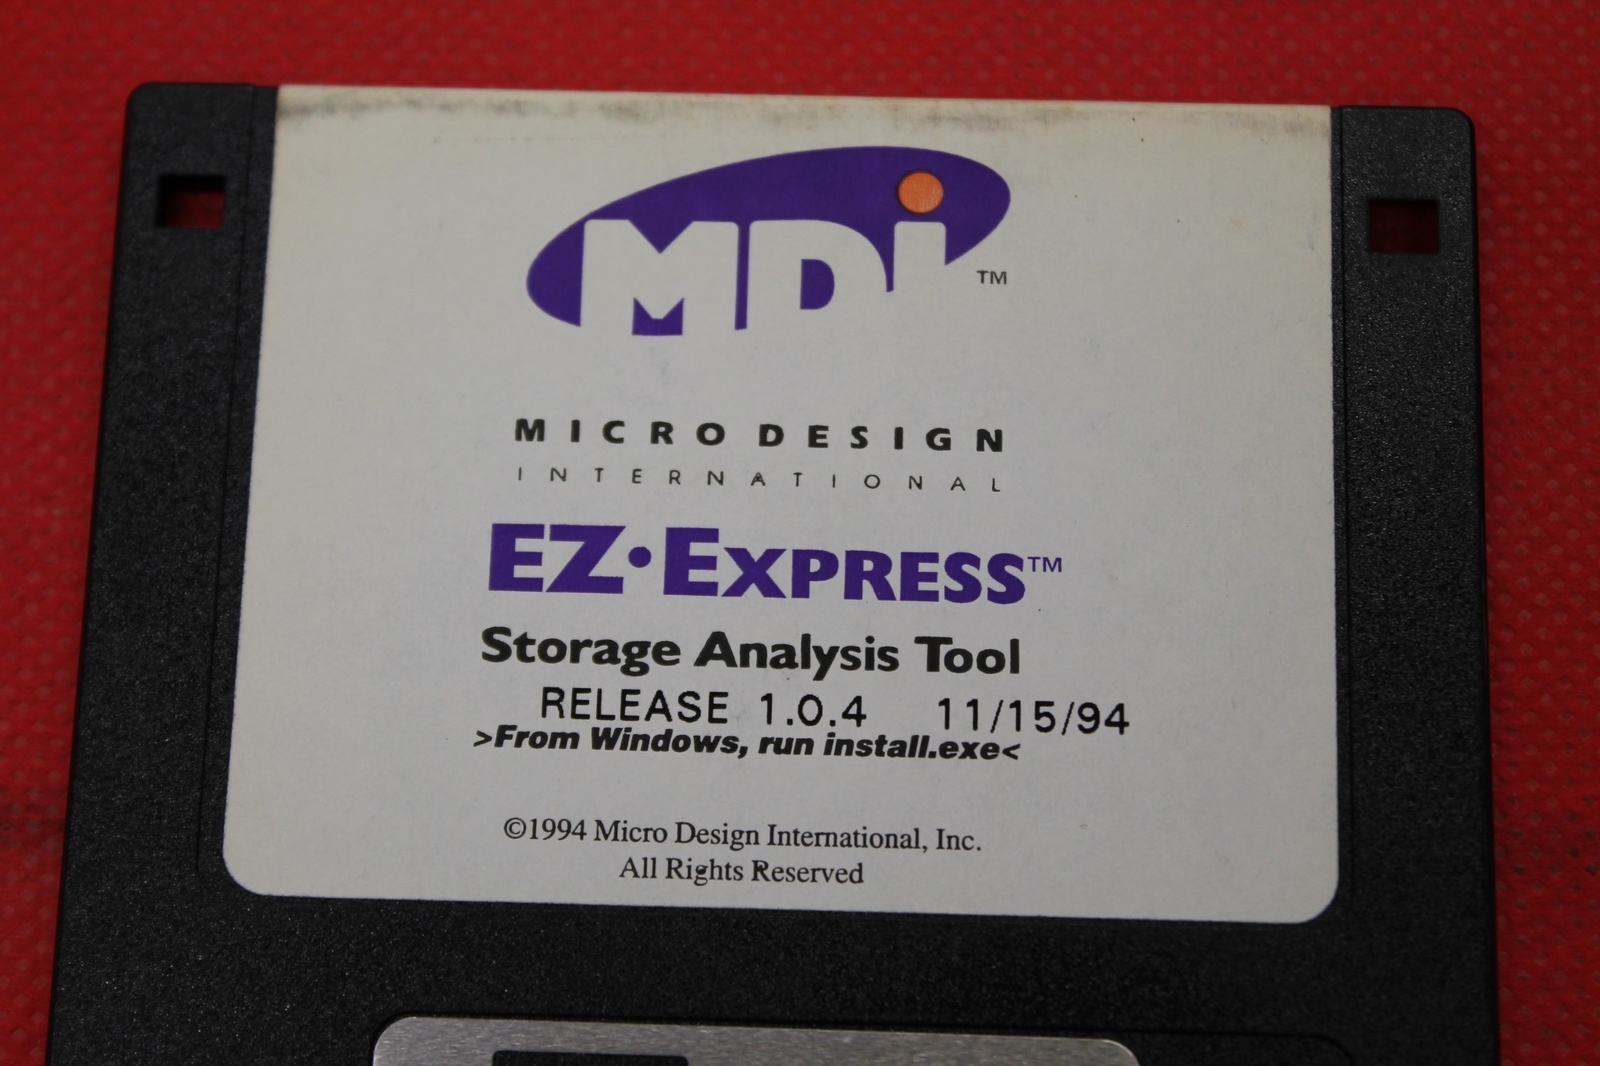 MDi™
MICRO DESIGN
INTERNATIONAL
EZ•EXPRESS™
Storage Analysis Tool
RELEASE 1.0.4 11/15/94
>From Windows, run install.exe<
©1994 Micro Design International, Inc.
All Rights Reserved